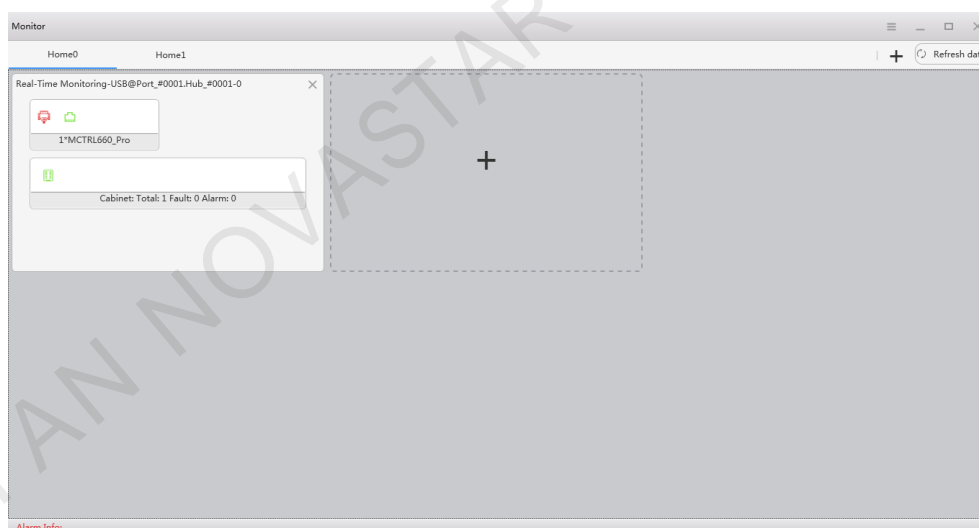 Monitor
Home0
Home1
Refresh dat
Real-Time Monitoring-USB@Port_#0001.Hub_#0001-0
1*MCTRL660_Pro
Cabinet: Total: 1 Fault: 0 Alarm: 0
AN NOVASTAR
Alarm Info: